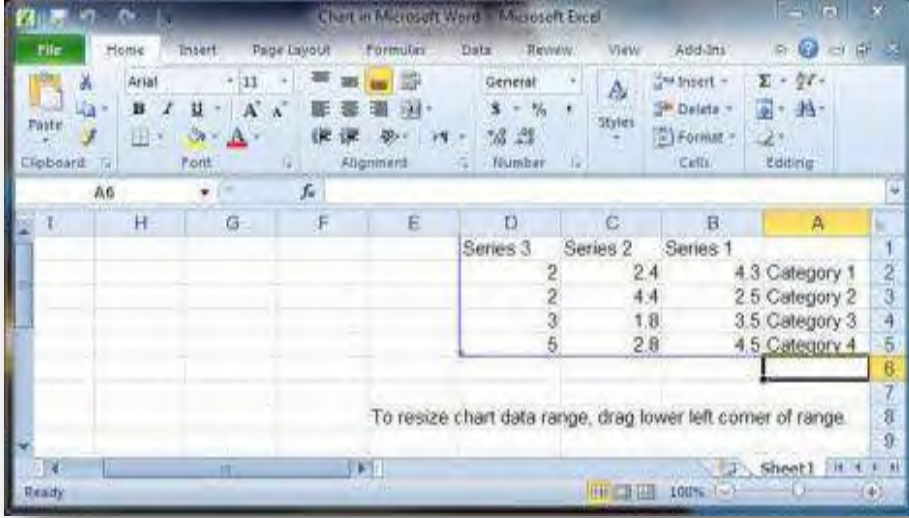 Chart in Microsoft Word - Microsoft Excel
File Home Insert Page Layout Formulas Data Review View Add-Ins
Paste
Arial 11
B I U A A
General
$ % ,
Styles
Insert
Delete
Format
Σ
Clipboard Font Alignment Number Cells Editing
A6 fx
I H G F E D C B A
Series 3 Series 2 Series 1 1
2 2.4 4.3 Category 1 2
2 4.4 2.5 Category 2 3
3 1.8 3.5 Category 3 4
5 2.8 4.5 Category 4 5
6
7
To resize chart data range, drag lower left corner of range. 8
9
Sheet1
Ready 100%